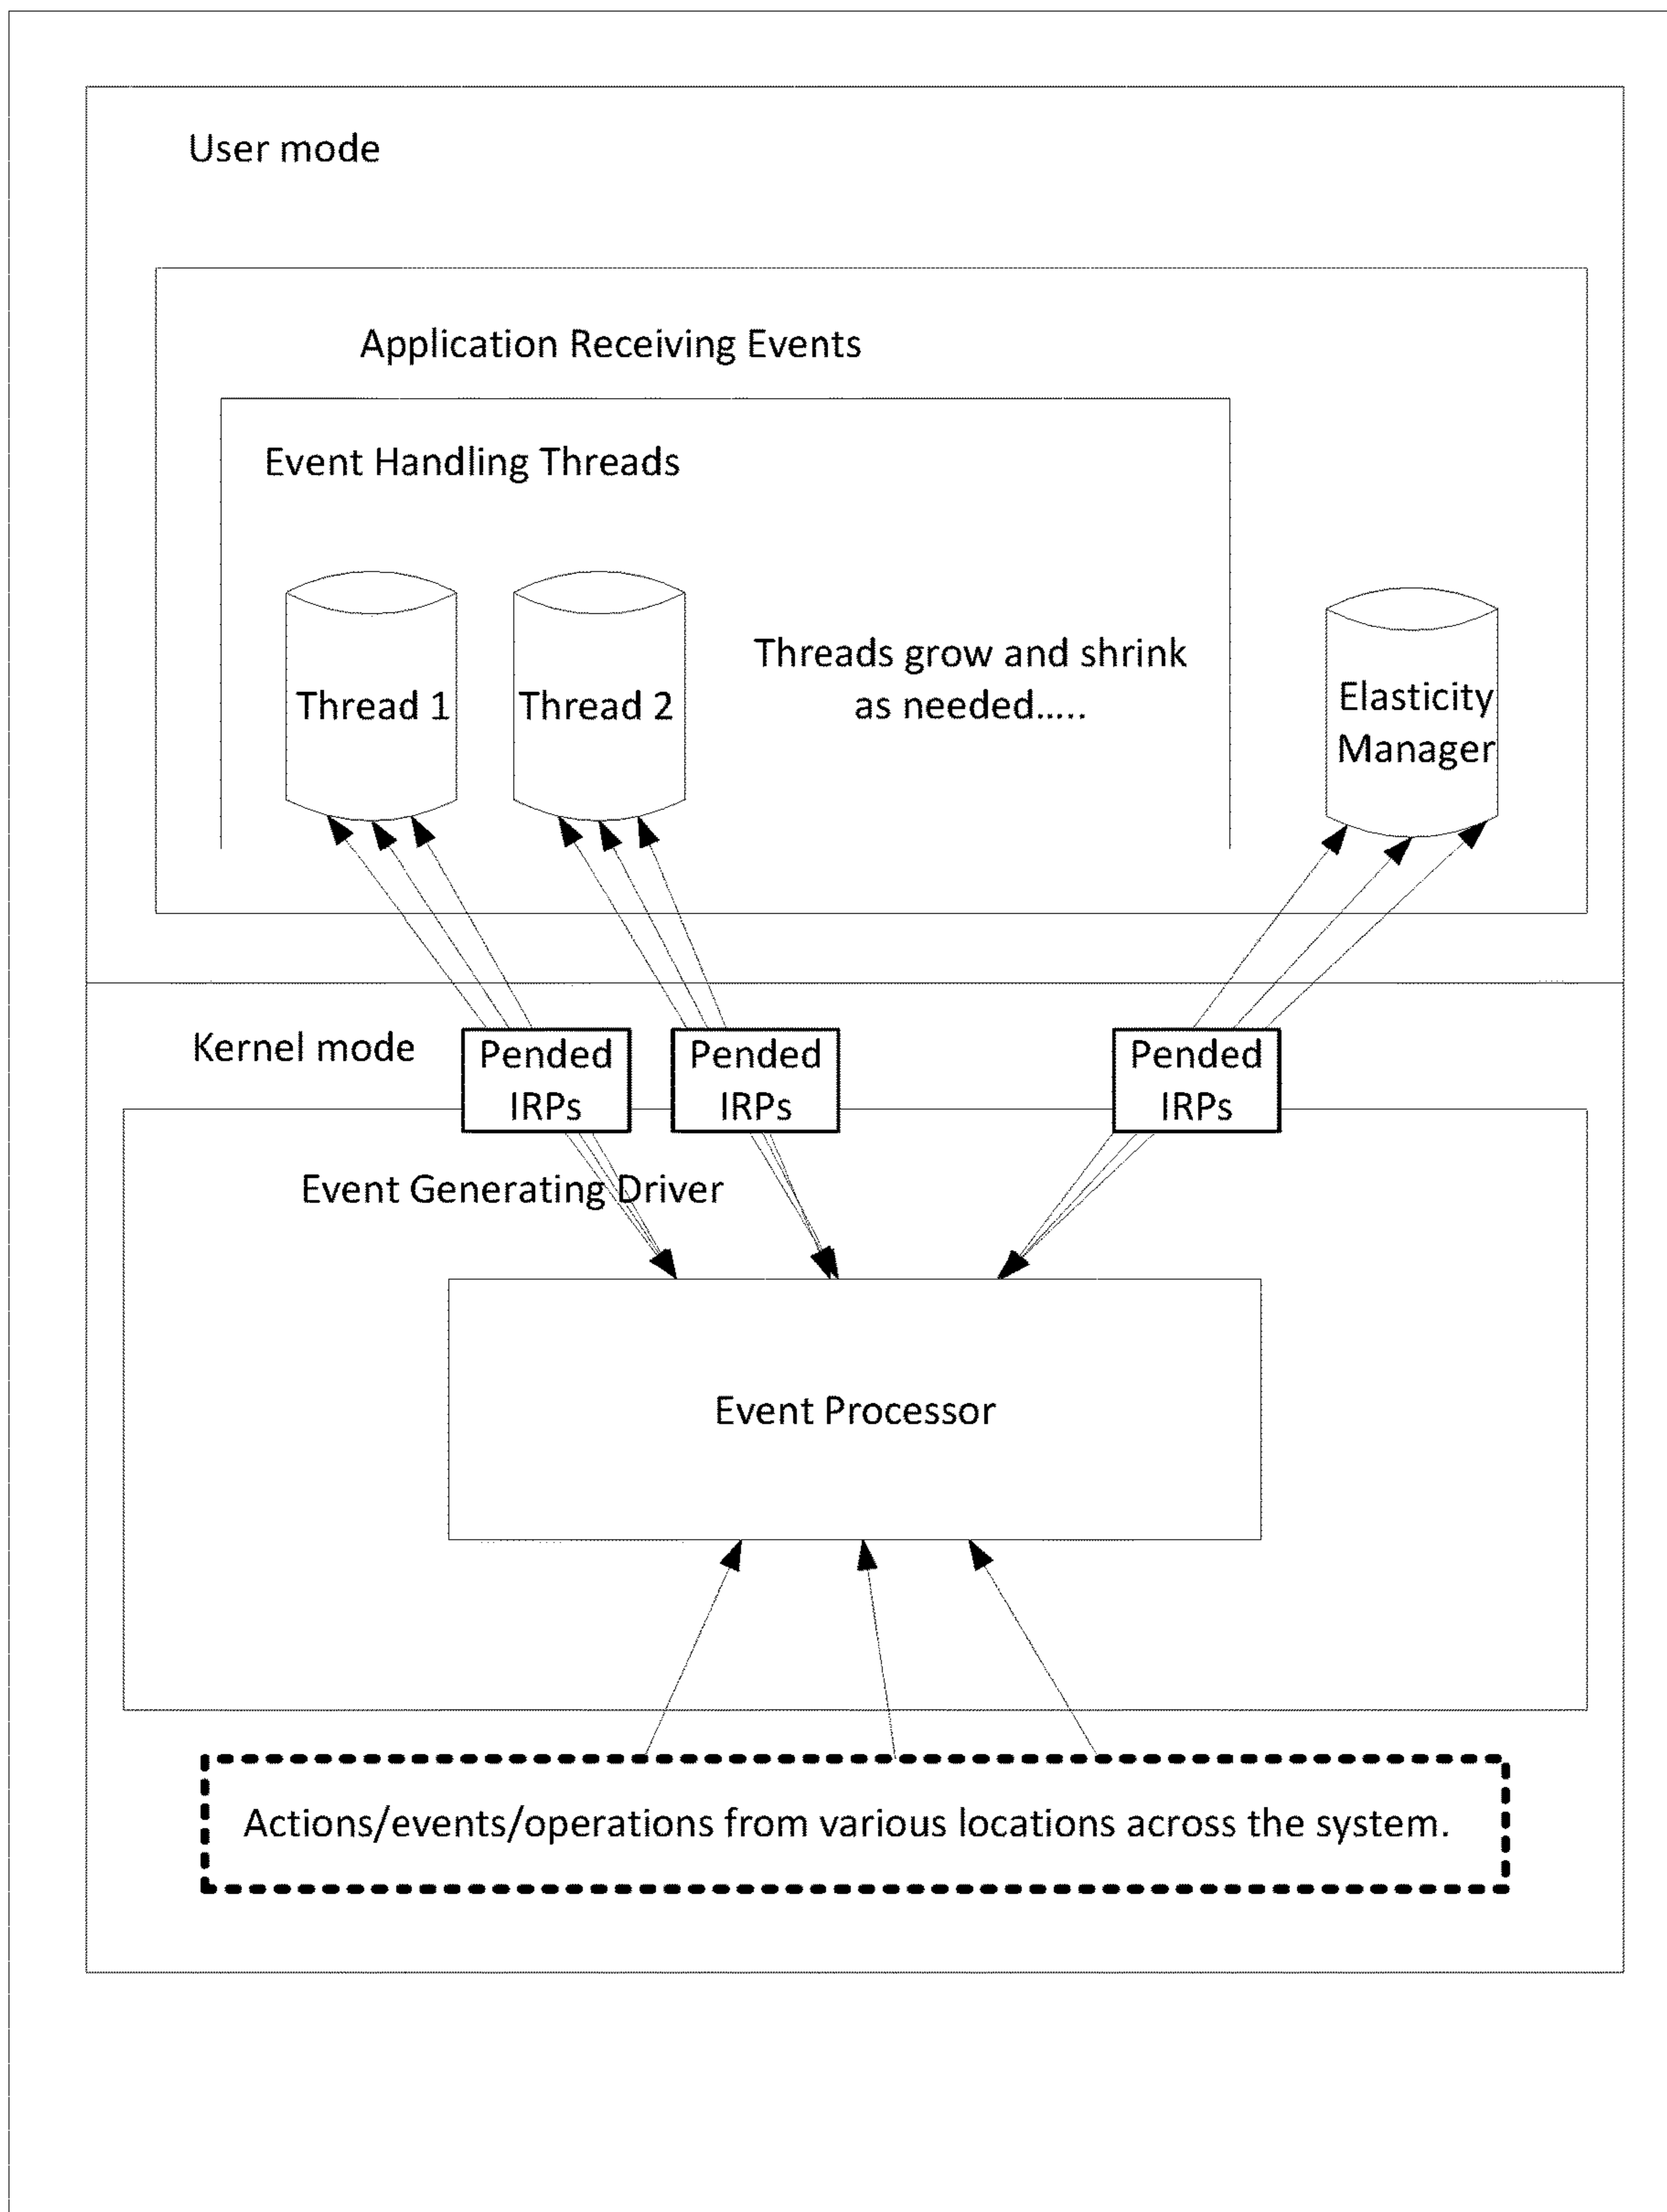 User mode
Application Receiving Events
Event Handling Threads
Thread 1
Thread 2
Threads grow and shrink
as needed.....
Elasticity
Manager
Kernel mode
Pended
IRPs
Pended
IRPs
Pended
IRPs
Event Generating Driver
Event Processor
Actions/events/operations from various locations across the system.